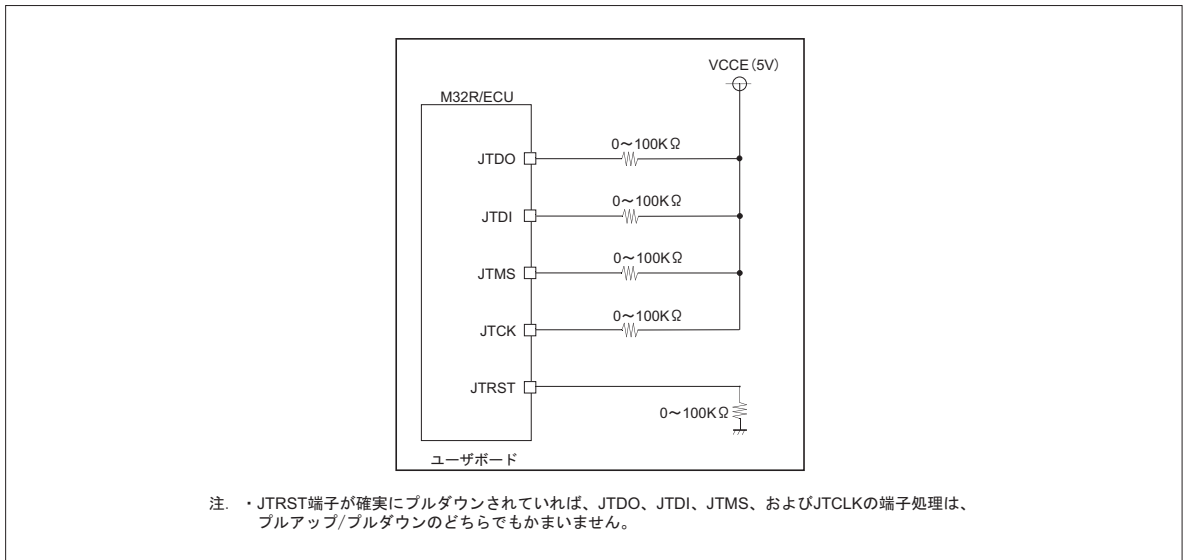 VCCE(5V)
M32R/ECU
0～100KΩ
JTDO
0～100KΩ
JTDI
0～100KΩ
JTMS
0～100KΩ
JTCK
JTRST
0～100KΩ
ユーザボード
注. ・JTRST端子が確実にプルダウンされていれば、JTDO、JTDI、JTMS、およびJTCLKの端子処理は、
プルアップ/プルダウンのどちらでもかまいません。